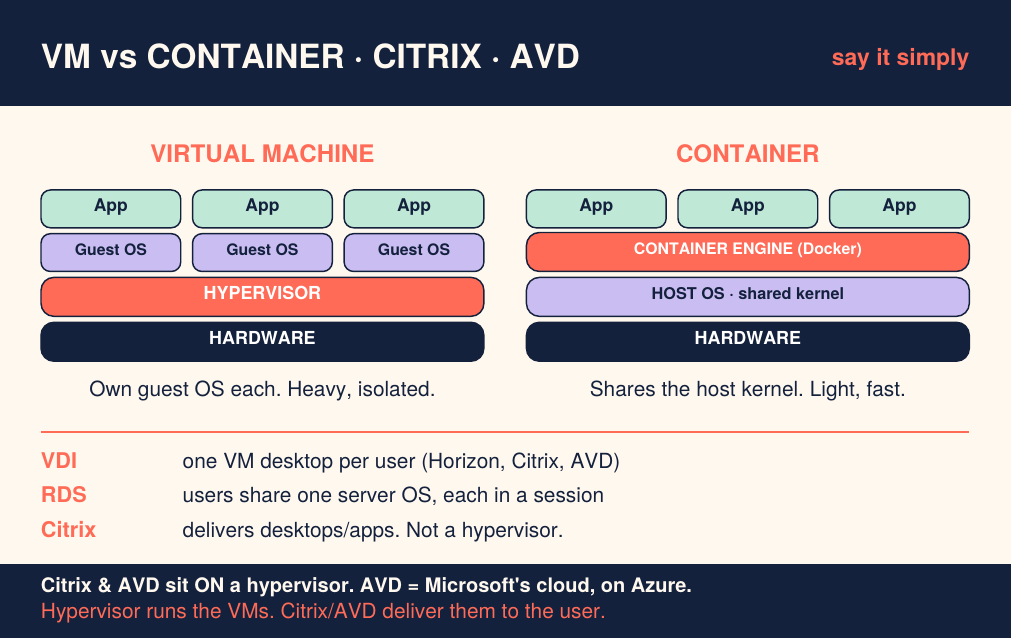 VM vs CONTAINER · CITRIX · AVD
say it simply
VIRTUAL MACHINE
App
App
App
Guest OS
Guest OS
Guest OS
HYPERVISOR
HARDWARE
Own guest OS each. Heavy, isolated.
CONTAINER
App
App
App
CONTAINER ENGINE (Docker)
HOST OS · shared kernel
HARDWARE
Shares the host kernel. Light, fast.
VDI one VM desktop per user (Horizon, Citrix, AVD)
RDS users share one server OS, each in a session
Citrix delivers desktops/apps. Not a hypervisor.
Citrix & AVD sit ON a hypervisor. AVD = Microsoft's cloud, on Azure.
Hypervisor runs the VMs. Citrix/AVD deliver them to the user.